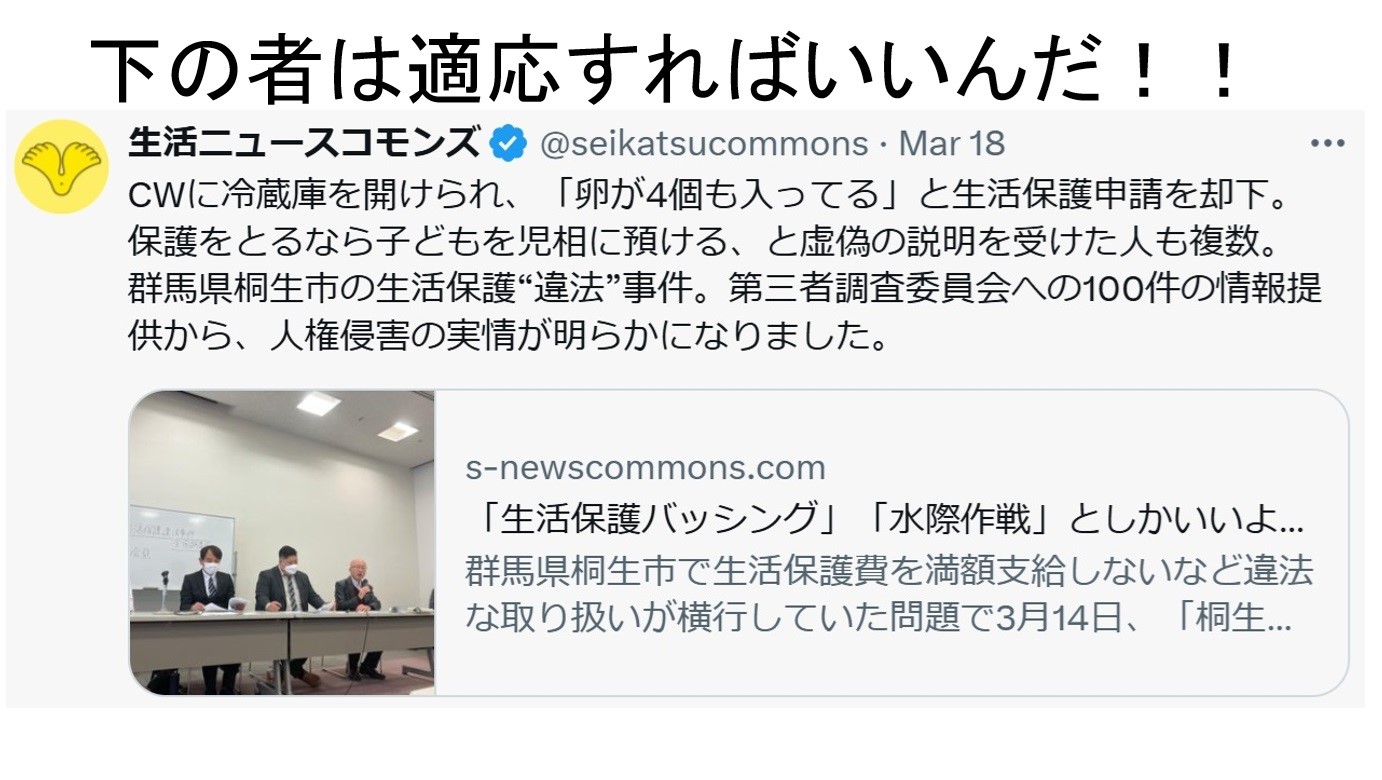 下の者は適応すればいいんだ！！
生活ニュースコモンズ @seikatsucommons · Mar 18
CWに冷蔵庫を開けられ、「卵が4個も入ってる」と生活保護申請を却下。
保護をとるなら子どもを児相に預ける、と虚偽の説明を受けた人も複数。
群馬県桐生市の生活保護“違法”事件。第三者調査委員会への100件の情報提
供から、人権侵害の実情が明らかになりました。
s-newscommons.com
「生活保護バッシング」「水際作戦」としかいいよ...
群馬県桐生市で生活保護費を満額支給しないなど違法
な取り扱いが横行していた問題で3月14日、「桐生...